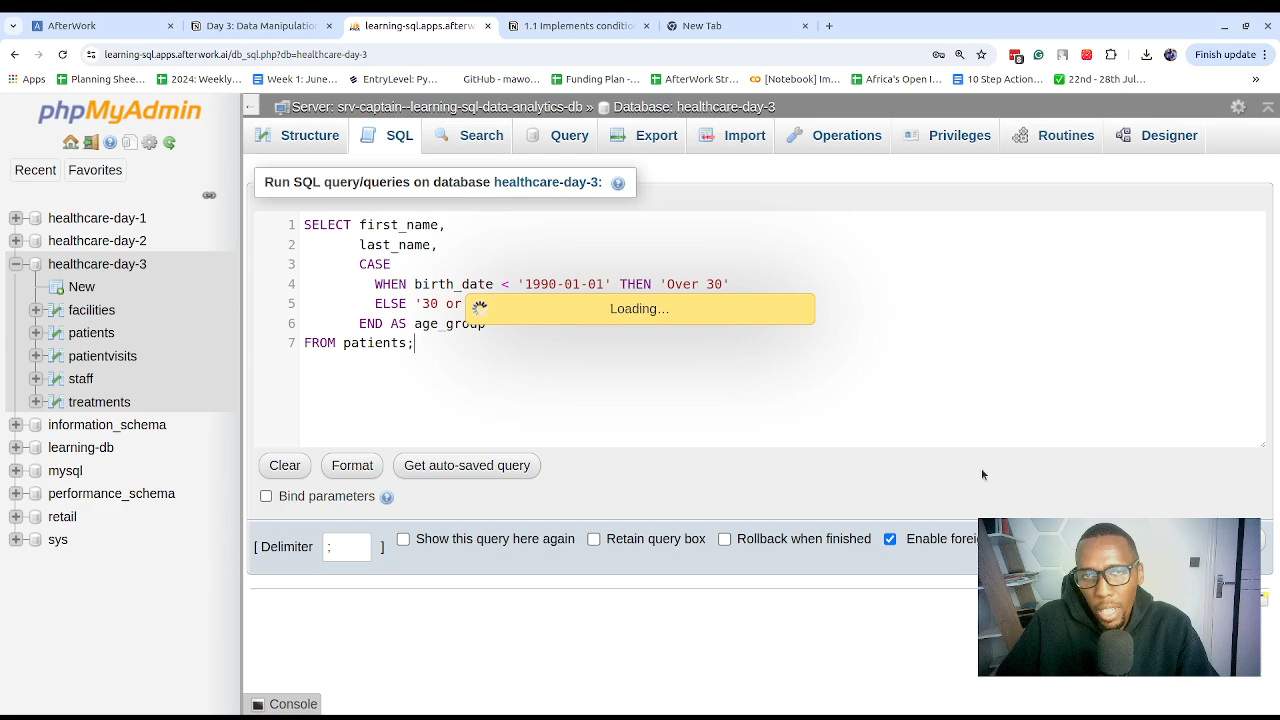 AfterWork
Day 3: Data Manipulation
learning-sql.apps.afterw
1.1 Implements conditio
New Tab
learning-sql.apps.afterwork.ai/db_sql.php?db=healthcare-day-3
Finish update
Apps
Planning Shee...
2024: Weekly,...
Week 1: June...
EntryLevel: Py...
GitHub - mawo...
Funding Plan -...
AfterWork Str...
[Notebook] Im...
Africa's Open I...
10 Step Action...
22nd - 28th Jul...
»
phpMyAdmin
Server: srv-captain--learning-sql-data-analytics-db » Database: healthcare-day-3
Structure
SQL
Search
Query
Export
Import
Operations
Privileges
Routines
Designer
Recent
Favorites
Run SQL query/queries on database healthcare-day-3:
healthcare-day-1
healthcare-day-2
healthcare-day-3
New
facilities
patients
patientvisits
staff
treatments
information_schema
learning-db
mysql
performance_schema
retail
sys
1 SELECT first_name,
2 last_name,
3 CASE
4 WHEN birth_date < '1990-01-01' THEN 'Over 30'
5 ELSE '30 or
6 END AS age_group
7 FROM patients;
Loading...
Clear
Format
Get auto-saved query
Bind parameters
[ Delimiter ; ]
Show this query here again
Retain query box
Rollback when finished
Enable forei
Console